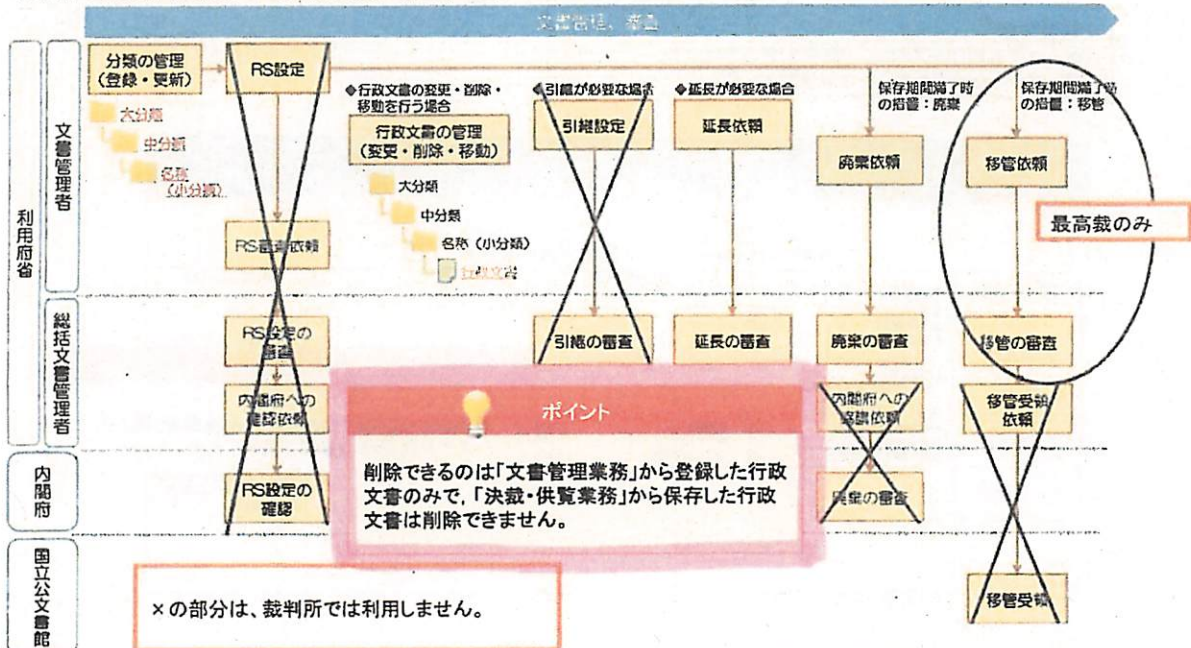 文書管理、審査
利用府省
文書管理者
総括文書管理者
内閣府
国立公文書館
分類の管理
(登録・更新)
大分類
中分類
名称
(小分類)
RS設定
RS審査依頼
RS設定の
審査
内閣府への
確認依頼
RS設定の
確認
◆行政文書の変更・削除・
移動を行う場合
行政文書の管理
(変更・削除・移動)
大分類
中分類
名称(小分類)
行政文書
◆引継が必要な場合
引継設定
引継の審査
◆延長が必要な場合
延長依頼
延長の審査
保存期間満了時
の措置:廃棄
廃棄依頼
廃棄の審査
内閣府への
協議依頼
廃棄の審査
保存期間満了時
の措置:移管
移管依頼
移管の審査
移管受領
依頼
移管受領
最高裁のみ
ポイント
削除できるのは「文書管理業務」から登録した行政
文書のみで,「決裁・供覧業務」から保存した行政
文書は削除できません。
×の部分は、裁判所では利用しません。